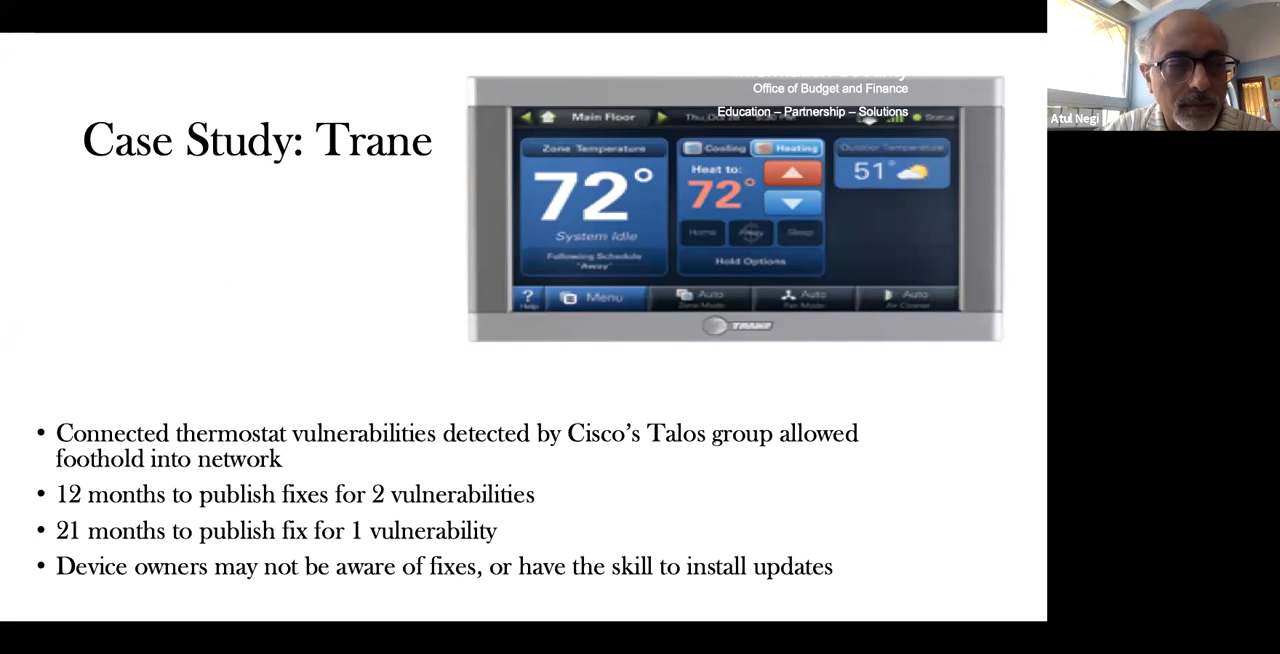 Case Study: Trane
Office of Budget and Finance
Education – Partnership – Solutions
Main Floor
Status
Zone Temperature
72°
System Idle
Following Schedule
"Away"
Cooling
Heating
Heat to:
72°
Home
Sleep
Hold Options
Outdoor Temperature
51°
?
Help
Menu
Auto
Zone Mode
Auto
Fan Mode
Auto
Air Cleaner
TRANE
Atul Negi
• Connected thermostat vulnerabilities detected by Cisco's Talos group allowed
foothold into network
• 12 months to publish fixes for 2 vulnerabilities
• 21 months to publish fix for 1 vulnerability
• Device owners may not be aware of fixes, or have the skill to install updates